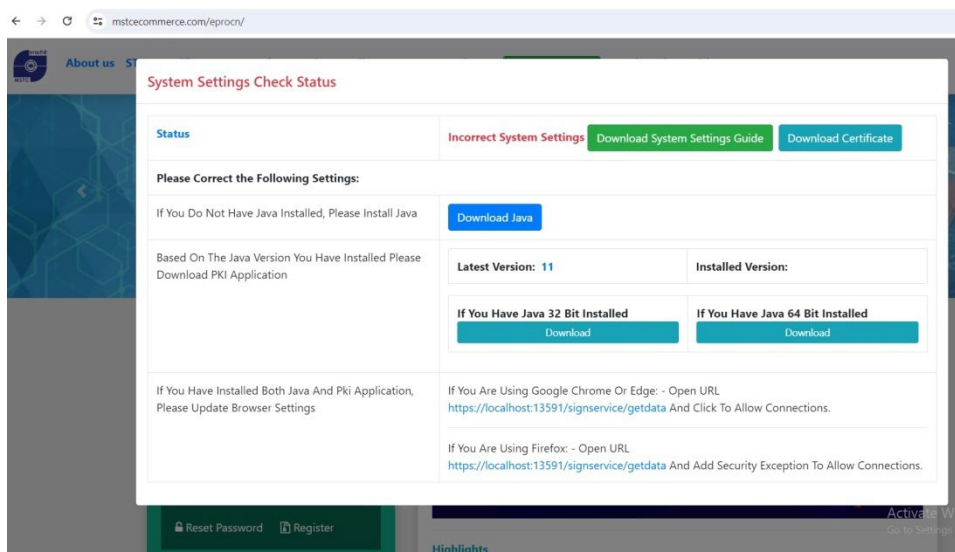 mstcecommerce.com/eprocn/
MSTC
About us
System Settings Check Status
Status
Incorrect System Settings
Download System Settings Guide
Download Certificate
Please Correct the Following Settings:
If You Do Not Have Java Installed, Please Install Java
Download Java
Based On The Java Version You Have Installed Please
Download PKI Application
Latest Version: 11
Installed Version:
If You Have Java 32 Bit Installed
Download
If You Have Java 64 Bit Installed
Download
If You Have Installed Both Java And Pki Application,
Please Update Browser Settings
If You Are Using Google Chrome Or Edge: - Open URL
https://localhost:13591/signservice/getdata And Click To Allow Connections.
If You Are Using Firefox: - Open URL
https://localhost:13591/signservice/getdata And Add Security Exception To Allow Connections.
Reset Password
Register
Highlights
Activate W
Go to Settings